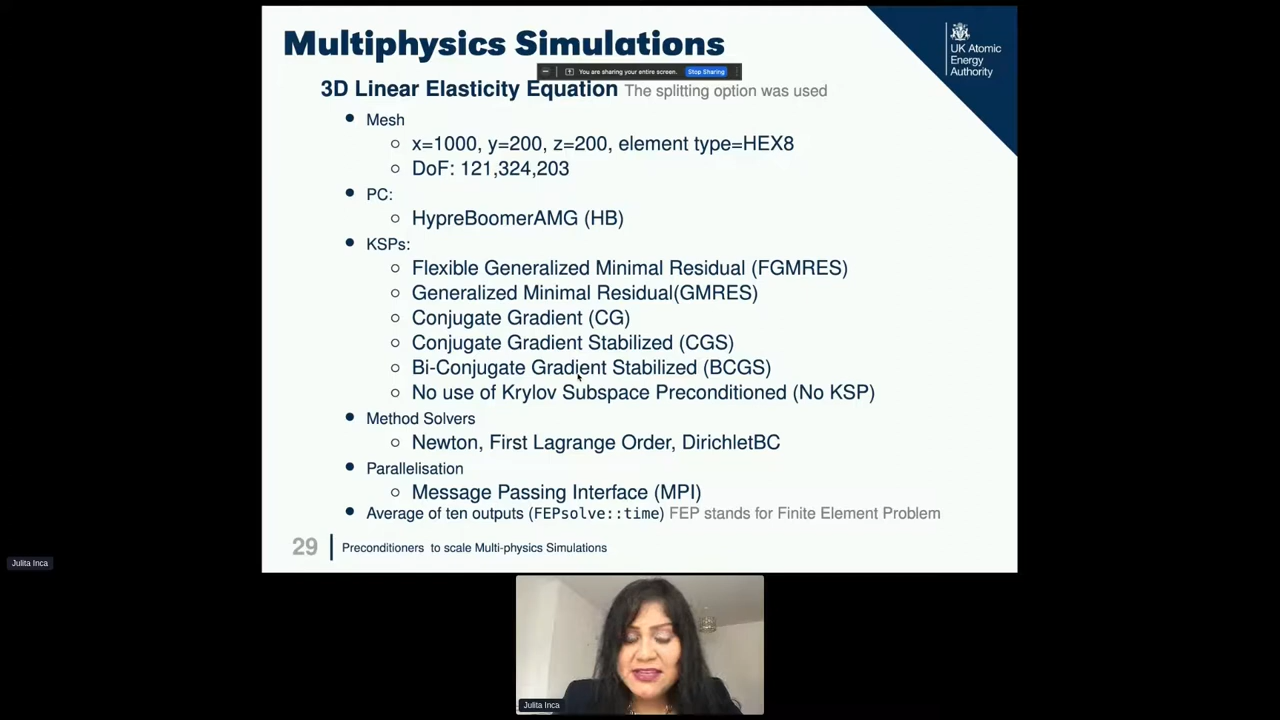 Multiphysics Simulations
UK Atomic
Energy
Authority
You are sharing your entire screen.
Stop Sharing
3D Linear Elasticity Equation The splitting option was used
Mesh
x=1000, y=200, z=200, element type=HEX8
DoF: 121,324,203
PC:
HypreBoomerAMG (HB)
KSPs:
Flexible Generalized Minimal Residual (FGMRES)
Generalized Minimal Residual(GMRES)
Conjugate Gradient (CG)
Conjugate Gradient Stabilized (CGS)
Bi-Conjugate Gradient Stabilized (BCGS)
No use of Krylov Subspace Preconditioned (No KSP)
Method Solvers
Newton, First Lagrange Order, DirichletBC
Parallelisation
Message Passing Interface (MPI)
Average of ten outputs (FEPsolve::time) FEP stands for Finite Element Problem
29 Preconditioners to scale Multi-physics Simulations
Julita Inca
Julita Inca